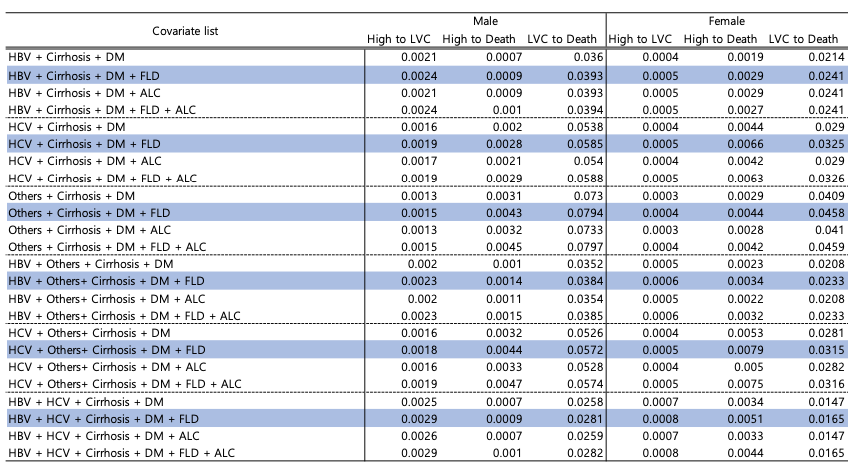 Covariate list Male Female
High to LVC High to Death LVC to Death High to LVC High to Death LVC to Death
HBV + Cirrhosis + DM 0.0021 0.0007 0.036 0.0004 0.0019 0.0214
HBV + Cirrhosis + DM + FLD 0.0024 0.0009 0.0393 0.0005 0.0029 0.0241
HBV + Cirrhosis + DM + ALC 0.0021 0.0009 0.0393 0.0005 0.0029 0.0241
HBV + Cirrhosis + DM + FLD + ALC 0.0024 0.001 0.0394 0.0005 0.0027 0.0241
HCV + Cirrhosis + DM 0.0016 0.002 0.0538 0.0004 0.0044 0.029
HCV + Cirrhosis + DM + FLD 0.0019 0.0028 0.0585 0.0005 0.0066 0.0325
HCV + Cirrhosis + DM + ALC 0.0017 0.0021 0.054 0.0004 0.0042 0.029
HCV + Cirrhosis + DM + FLD + ALC 0.0019 0.0029 0.0588 0.0005 0.0063 0.0326
Others + Cirrhosis + DM 0.0013 0.0031 0.073 0.0003 0.0029 0.0409
Others + Cirrhosis + DM + FLD 0.0015 0.0043 0.0794 0.0004 0.0044 0.0458
Others + Cirrhosis + DM + ALC 0.0013 0.0032 0.0733 0.0003 0.0028 0.041
Others + Cirrhosis + DM + FLD + ALC 0.0015 0.0045 0.0797 0.0004 0.0042 0.0459
HBV + Others+ Cirrhosis + DM 0.002 0.001 0.0352 0.0005 0.0023 0.0208
HBV + Others+ Cirrhosis + DM + FLD 0.0023 0.0014 0.0384 0.0006 0.0034 0.0233
HBV + Others+ Cirrhosis + DM + ALC 0.002 0.0011 0.0354 0.0005 0.0022 0.0208
HBV + Others+ Cirrhosis + DM + FLD + ALC 0.0023 0.0015 0.0385 0.0006 0.0032 0.0233
HCV + Others+ Cirrhosis + DM 0.0016 0.0032 0.0526 0.0004 0.0053 0.0281
HCV + Others+ Cirrhosis + DM + FLD 0.0018 0.0044 0.0572 0.0005 0.0079 0.0315
HCV + Others+ Cirrhosis + DM + ALC 0.0016 0.0033 0.0528 0.0004 0.005 0.0282
HCV + Others+ Cirrhosis + DM + FLD + ALC 0.0019 0.0047 0.0574 0.0005 0.0075 0.0316
HBV + HCV + Cirrhosis + DM 0.0025 0.0007 0.0258 0.0007 0.0034 0.0147
HBV + HCV + Cirrhosis + DM + FLD 0.0029 0.0009 0.0281 0.0008 0.0051 0.0165
HBV + HCV + Cirrhosis + DM + ALC 0.0026 0.0007 0.0259 0.0007 0.0033 0.0147
HBV + HCV + Cirrhosis + DM + FLD + ALC 0.0029 0.001 0.0282 0.0008 0.0044 0.0165